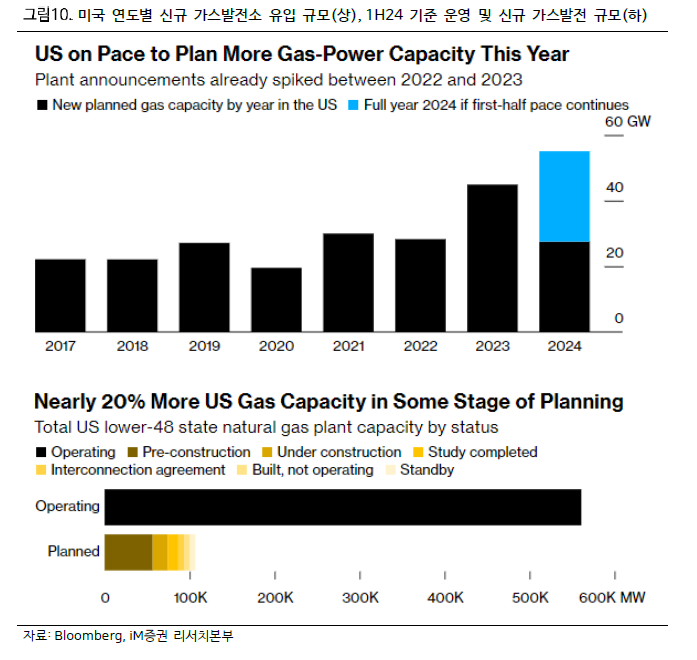 그림10. 미국 연도별 신규 가스발전소 유입 규모(상), 1H24 기준 운영 및 신규 가스발전 규모(하)
US on Pace to Plan More Gas-Power Capacity This Year
Plant announcements already spiked between 2022 and 2023
New planned gas capacity by year in the US Full year 2024 if first-half pace continues
60 GW
40
20
0
2017 2018 2019 2020 2021 2022 2023 2024
Nearly 20% More US Gas Capacity in Some Stage of Planning
Total US lower-48 state natural gas plant capacity by status
Operating Pre-construction Under construction Study completed
Interconnection agreement Built, not operating Standby
Operating
Planned
0 100K 200K 300K 400K 500K 600K MW
자료: Bloomberg, iM증권 리서치본부